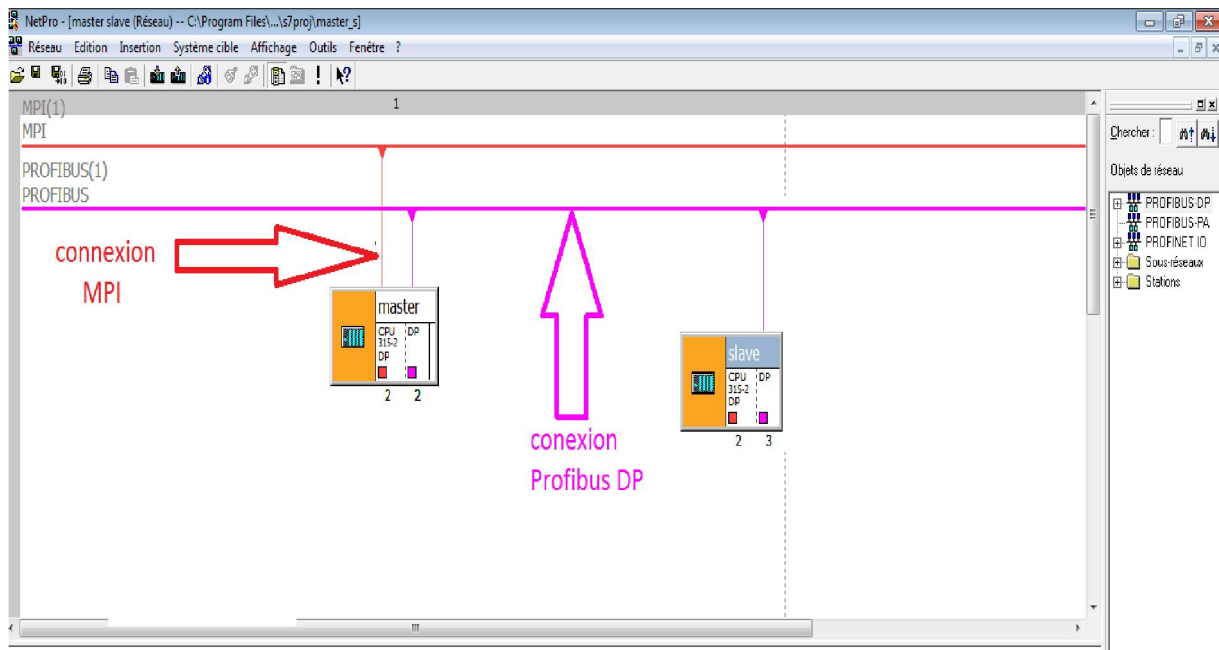 NetPro - [master slave (Réseau) -- C:\Program Files\...\s7proj\master_s]
Réseau Edition Insertion Système cible Affichage Outils Fenêtre ?
1
MPI(1)
MPI
PROFIBUS(1)
PROFIBUS
connexion
MPI
master
CPU DP
315-2
DP
2 2
slave
CPU DP
315-2
DP
2 3
conexion
Profibus DP
Chercher :
Objets de réseau
PROFIBUS-DP
PROFIBUS-PA
PROFINET IO
Sous-réseaux
Stations